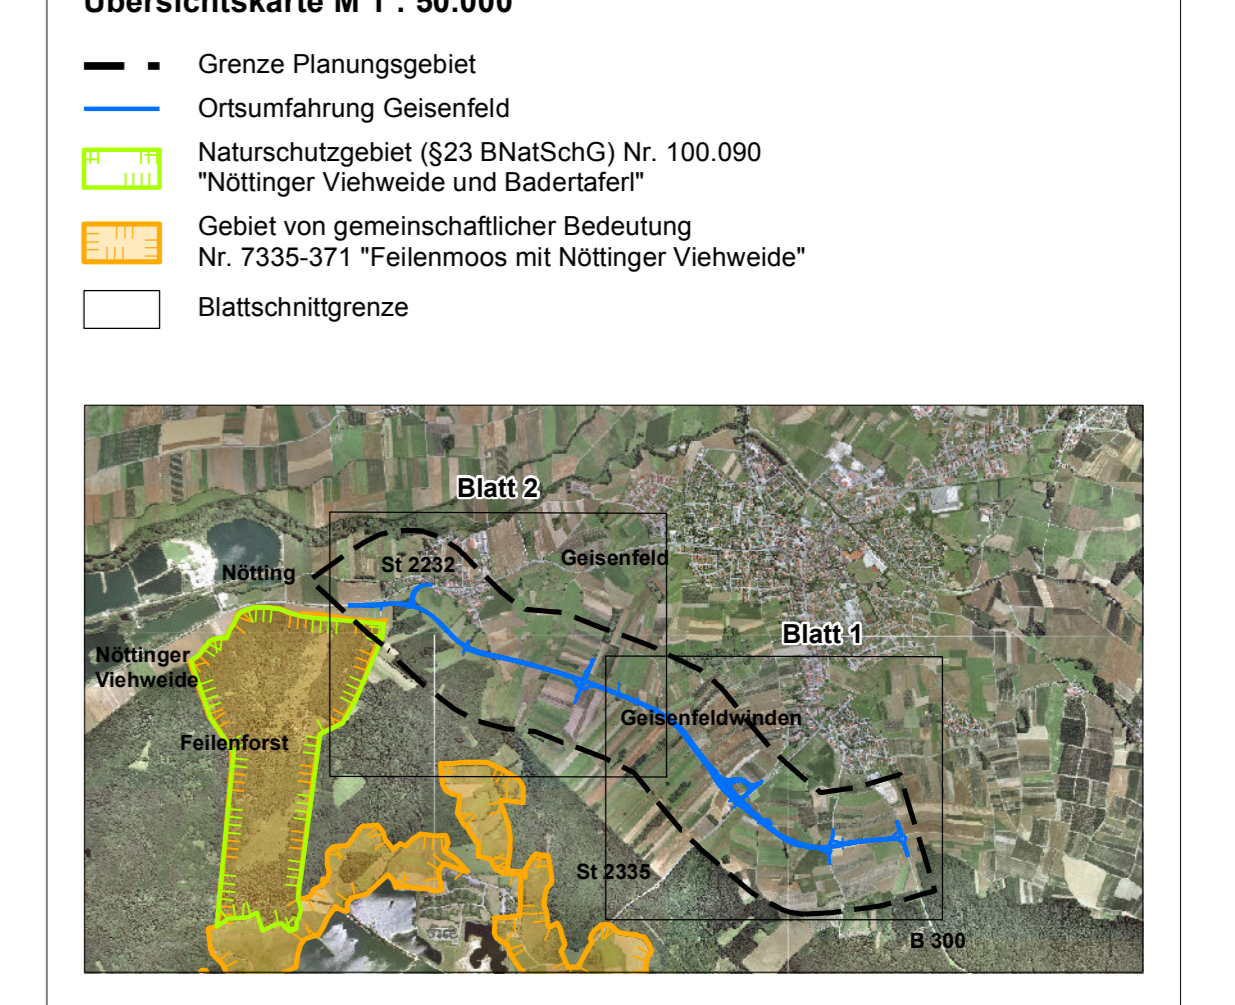 Übersichtskarte M 1 : 50.000
Grenze Planungsgebiet
Ortsumfahrung Geisenfeld
Naturschutzgebiet (§23 BNatSchG) Nr. 100.090
"Nöttinger Viehweide und Badertaferl"
Gebiet von gemeinschaftlicher Bedeutung
Nr. 7335-371 "Feilenmoos mit Nöttinger Viehweide"
Blattschnittgrenze
Blatt 2
Geisenfeld
St 2232
Nötting
Blatt 1
Nöttinger
Viehweide
Geisenfeldwinden
Feilenforst
St 2335
B 300